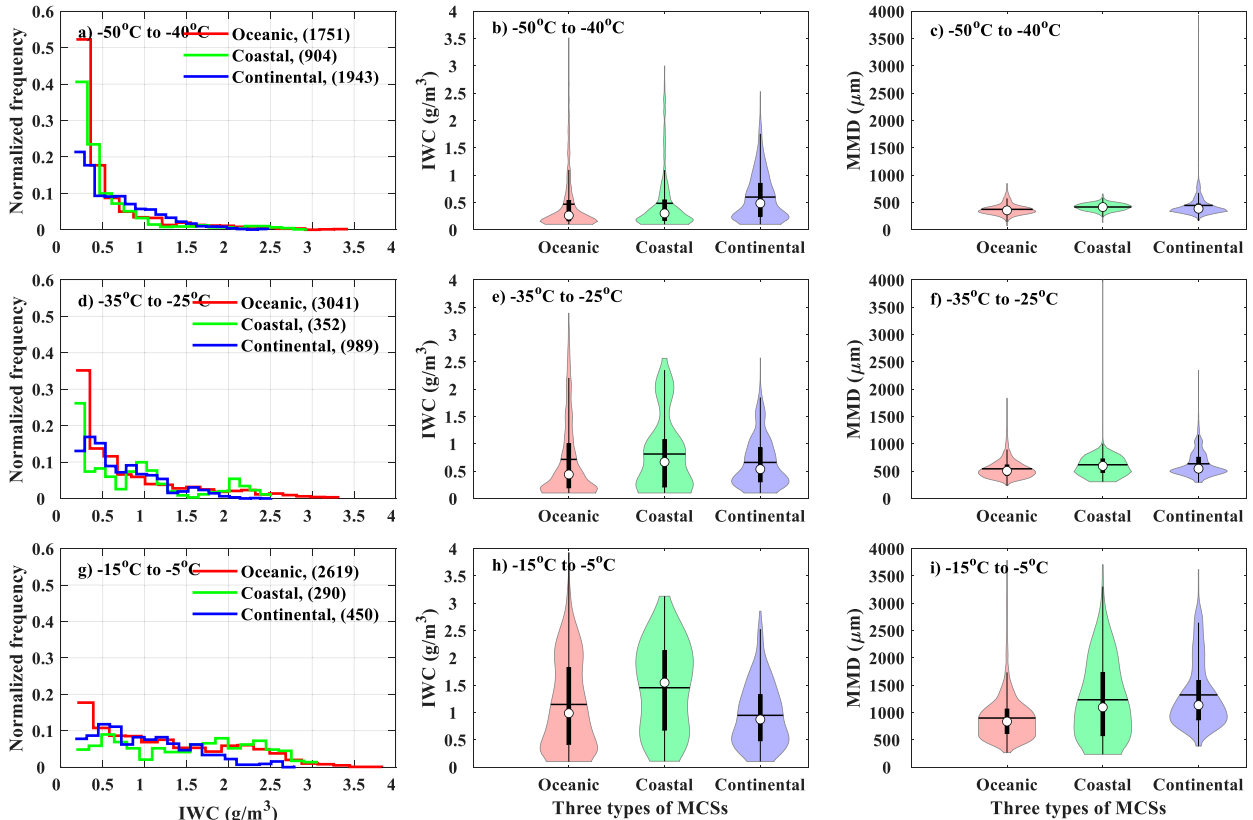 a) -50°C to -40°C
Oceanic, (1751)
Coastal, (904)
Continental, (1943)
Normalized frequency
0.6
0.5
0.4
0.3
0.2
0.1
0
0 0.5 1 1.5 2 2.5 3 3.5 4
b) -50°C to -40°C
IWC (g/m³)
4
3.5
3
2.5
2
1.5
1
0.5
0
Oceanic Coastal Continental
c) -50°C to -40°C
MMD (μm)
4000
3500
3000
2500
2000
1500
1000
500
0
Oceanic Coastal Continental
d) -35°C to -25°C
Oceanic, (3041)
Coastal, (352)
Continental, (989)
Normalized frequency
0.6
0.5
0.4
0.3
0.2
0.1
0
0 0.5 1 1.5 2 2.5 3 3.5 4
e) -35°C to -25°C
IWC (g/m³)
4
3.5
3
2.5
2
1.5
1
0.5
0
Oceanic Coastal Continental
f) -35°C to -25°C
MMD (μm)
4000
3500
3000
2500
2000
1500
1000
500
0
Oceanic Coastal Continental
g) -15°C to -5°C
Oceanic, (2619)
Coastal, (290)
Continental, (450)
Normalized frequency
0.6
0.5
0.4
0.3
0.2
0.1
0
0 0.5 1 1.5 2 2.5 3 3.5 4
IWC (g/m³)
h) -15°C to -5°C
IWC (g/m³)
4
3.5
3
2.5
2
1.5
1
0.5
0
Oceanic Coastal Continental
Three types of MCSs
i) -15°C to -5°C
MMD (μm)
4000
3500
3000
2500
2000
1500
1000
500
0
Oceanic Coastal Continental
Three types of MCSs